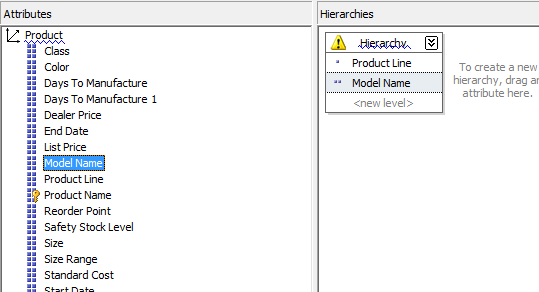 Attributes
Product
Class
Color
Days To Manufacture
Days To Manufacture 1
Dealer Price
End Date
List Price
Model Name
Product Line
Product Name
Reorder Point
Safety Stock Level
Size
Size Range
Standard Cost
Start Date
Hierarchies
Hierarchy
Product Line
Model Name
<new level>
To create a new
hierarchy, drag an
attribute here.